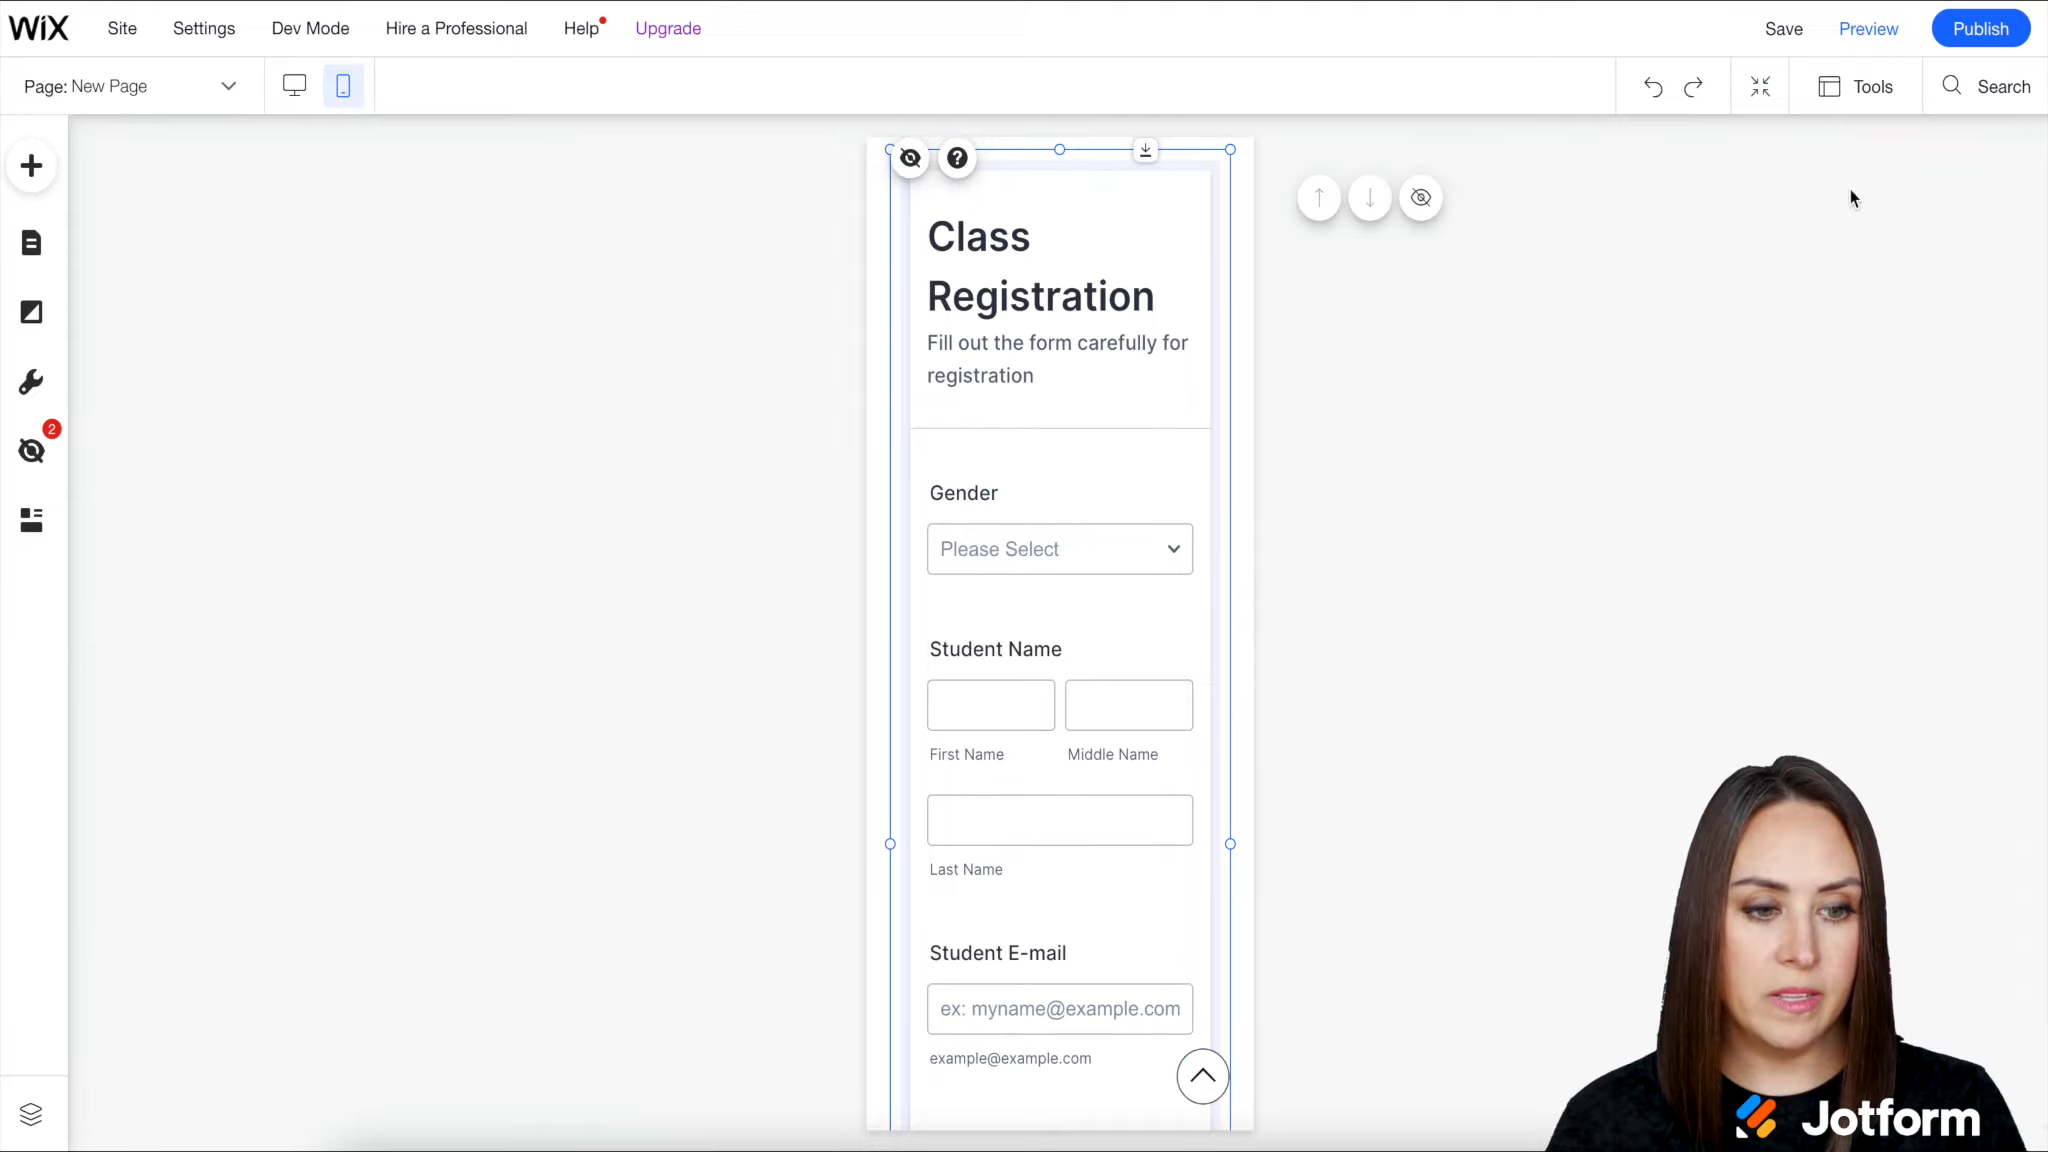 WiX Site Settings Dev Mode Hire a Professional Help Upgrade Save Preview Publish
Page: New Page Tools Search
2
Class
Registration
Fill out the form carefully for
registration
Gender
Please Select
Student Name
First Name Middle Name
Last Name
Student E-mail
ex: myname@example.com
example@example.com
Jotform